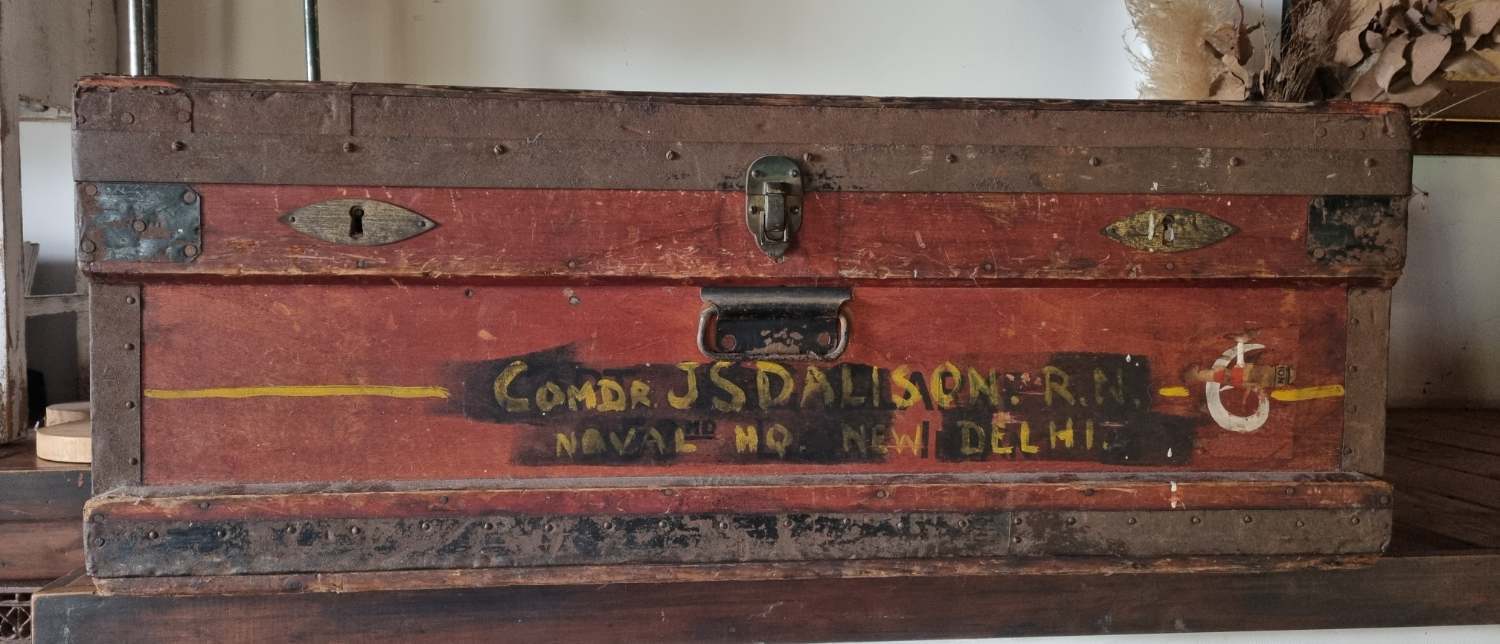 COMDR. J S DALISON. R.N.
NAVAL HQ. NEW DELHI.